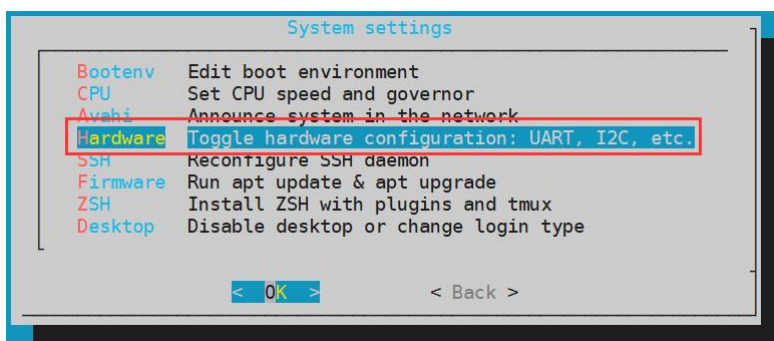 System settings
Bootenv Edit boot environment
CPU Set CPU speed and governor
Avahi Announce system in the network
Hardware Toggle hardware configuration: UART, I2C, etc.
SSH Reconfigure SSH daemon
Firmware Run apt update & apt upgrade
ZSH Install ZSH with plugins and tmux
Desktop Disable desktop or change login type
< OK > < Back >